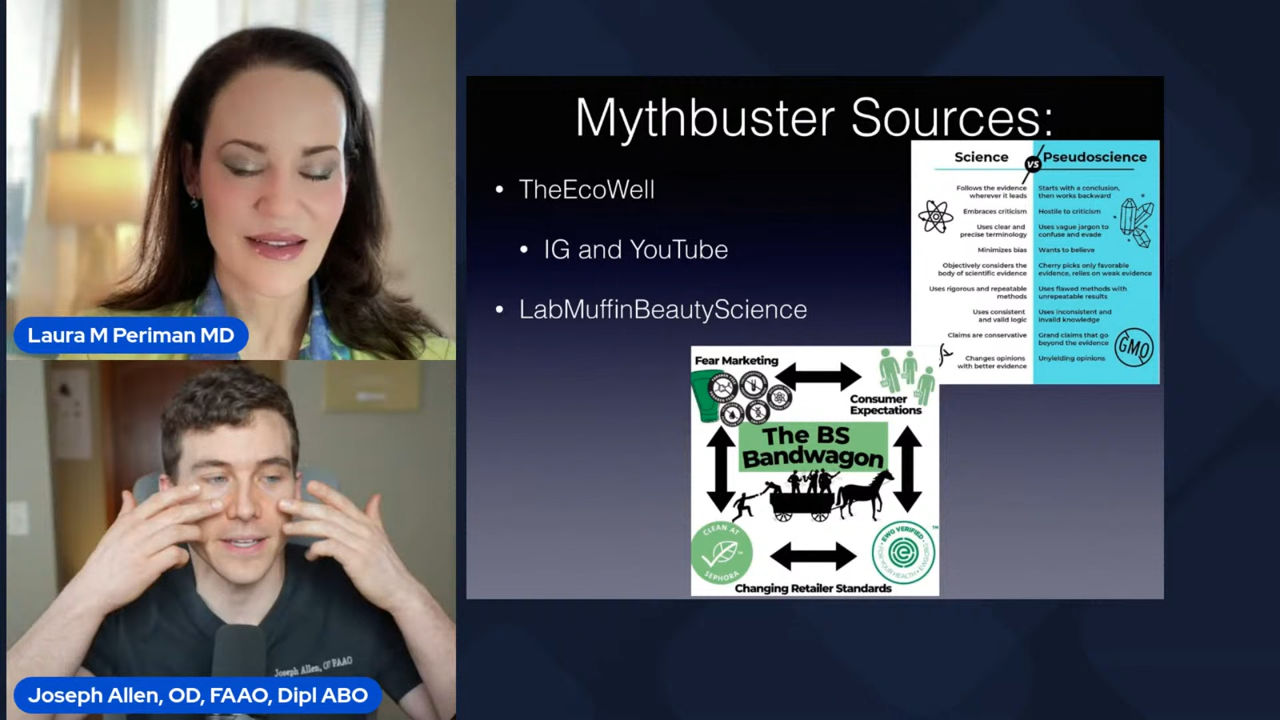 Laura M Periman MD
Joseph Allen, OD, FAAO
Joseph Allen, OD, FAAO, Dipl ABO
Mythbuster Sources:
• TheEcoWell
• IG and YouTube
• LabMuffinBeautyScience
Science
VS
Pseudoscience
Follows the evidence
wherever it leads
Starts with a conclusion,
then works backward
Embraces criticism
Hostile to criticism
Uses clear and
precise terminology
Uses vague jargon to
confuse and evade
Minimizes bias
Wants to believe
Objectively considers the
body of scientific evidence
Cherry picks only favorable
evidence, relies on weak evidence
Uses rigorous and repeatable
methods
Uses flawed methods with
unrepeatable results
Uses consistent
and valid logic
Uses inconsistent and
invalid knowledge
Claims are conservative
Grand claims that go
beyond the evidence
Changes opinions
with better evidence
Unyielding opinions
GMO
Fear Marketing
Consumer
Expectations
The BS
Bandwagon
CLEAN AT
SEPHORA
EWG VERIFIED
TM
Changing Retailer Standards